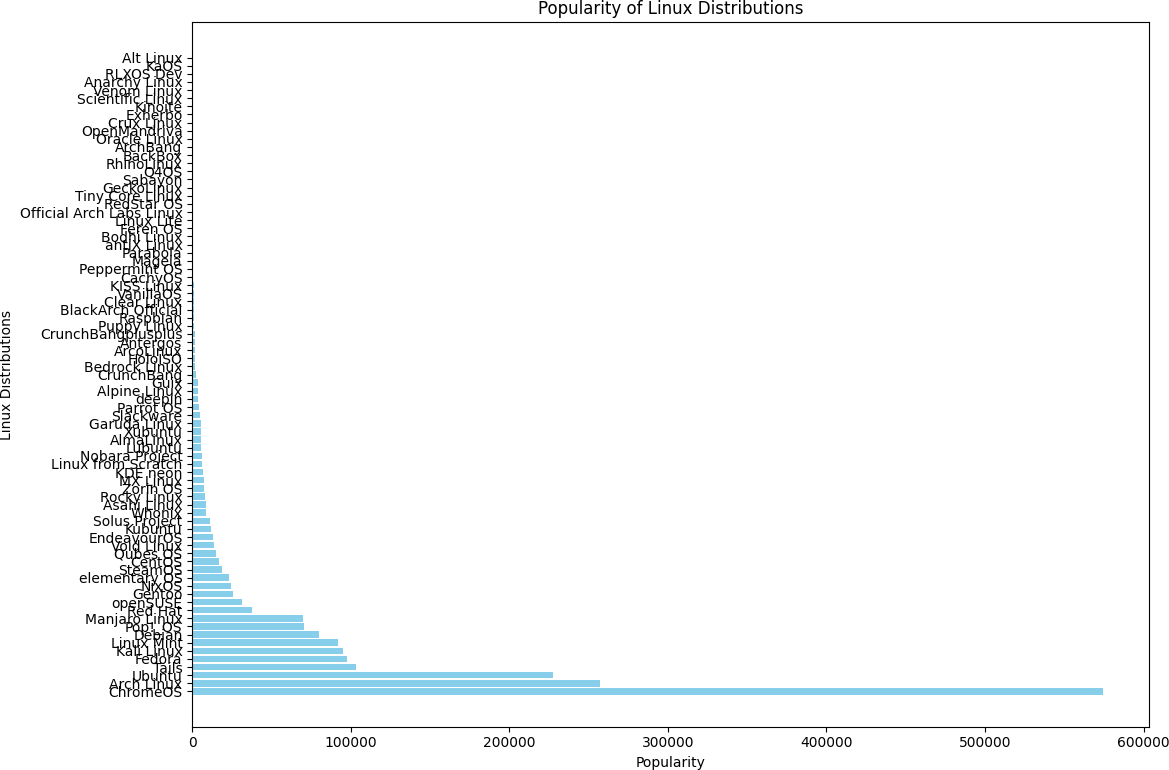 Popularity of Linux Distributions
Alt Linux
KaOS
RLXOS Dev
Anarchy Linux
Venom Linux
Scientific Linux
Kinoite
Exherbo
Crux Linux
OpenMandriva
Oracle Linux
ArchBang
BackBox
RhinoLinux
Q4OS
Sabayon
GeckoLinux
Tiny Core Linux
RedStar OS
Official Arch Labs Linux
Linux Lite
Feren OS
Bodhi Linux
antiX Linux
Parabola
Mageia
Peppermint OS
CachyOS
KISS Linux
VanillaOS
Clear Linux
BlackArch Official
Raspbian
Puppy Linux
CrunchBangplusplus
Antergos
ArcoLinux
HoloISO
Bedrock Linux
CrunchBang
Guix
Alpine Linux
deepin
Parrot OS
Slackware
Garuda Linux
Xubuntu
AlmaLinux
Lubuntu
Nobara Project
Linux from Scratch
KDE neon
MX Linux
Zorin OS
Rocky Linux
Asahi Linux
Whonix
Solus Project
Kubuntu
EndeavourOS
Void Linux
Qubes OS
CentOS
SteamOS
elementary OS
NixOS
Gentoo
openSUSE
Red Hat
Manjaro Linux
Pop!_OS
Debian
Linux Mint
Kali Linux
Fedora
Tails
Ubuntu
Arch Linux
ChromeOS
Linux Distributions
0 100000 200000 300000 400000 500000 600000
Popularity